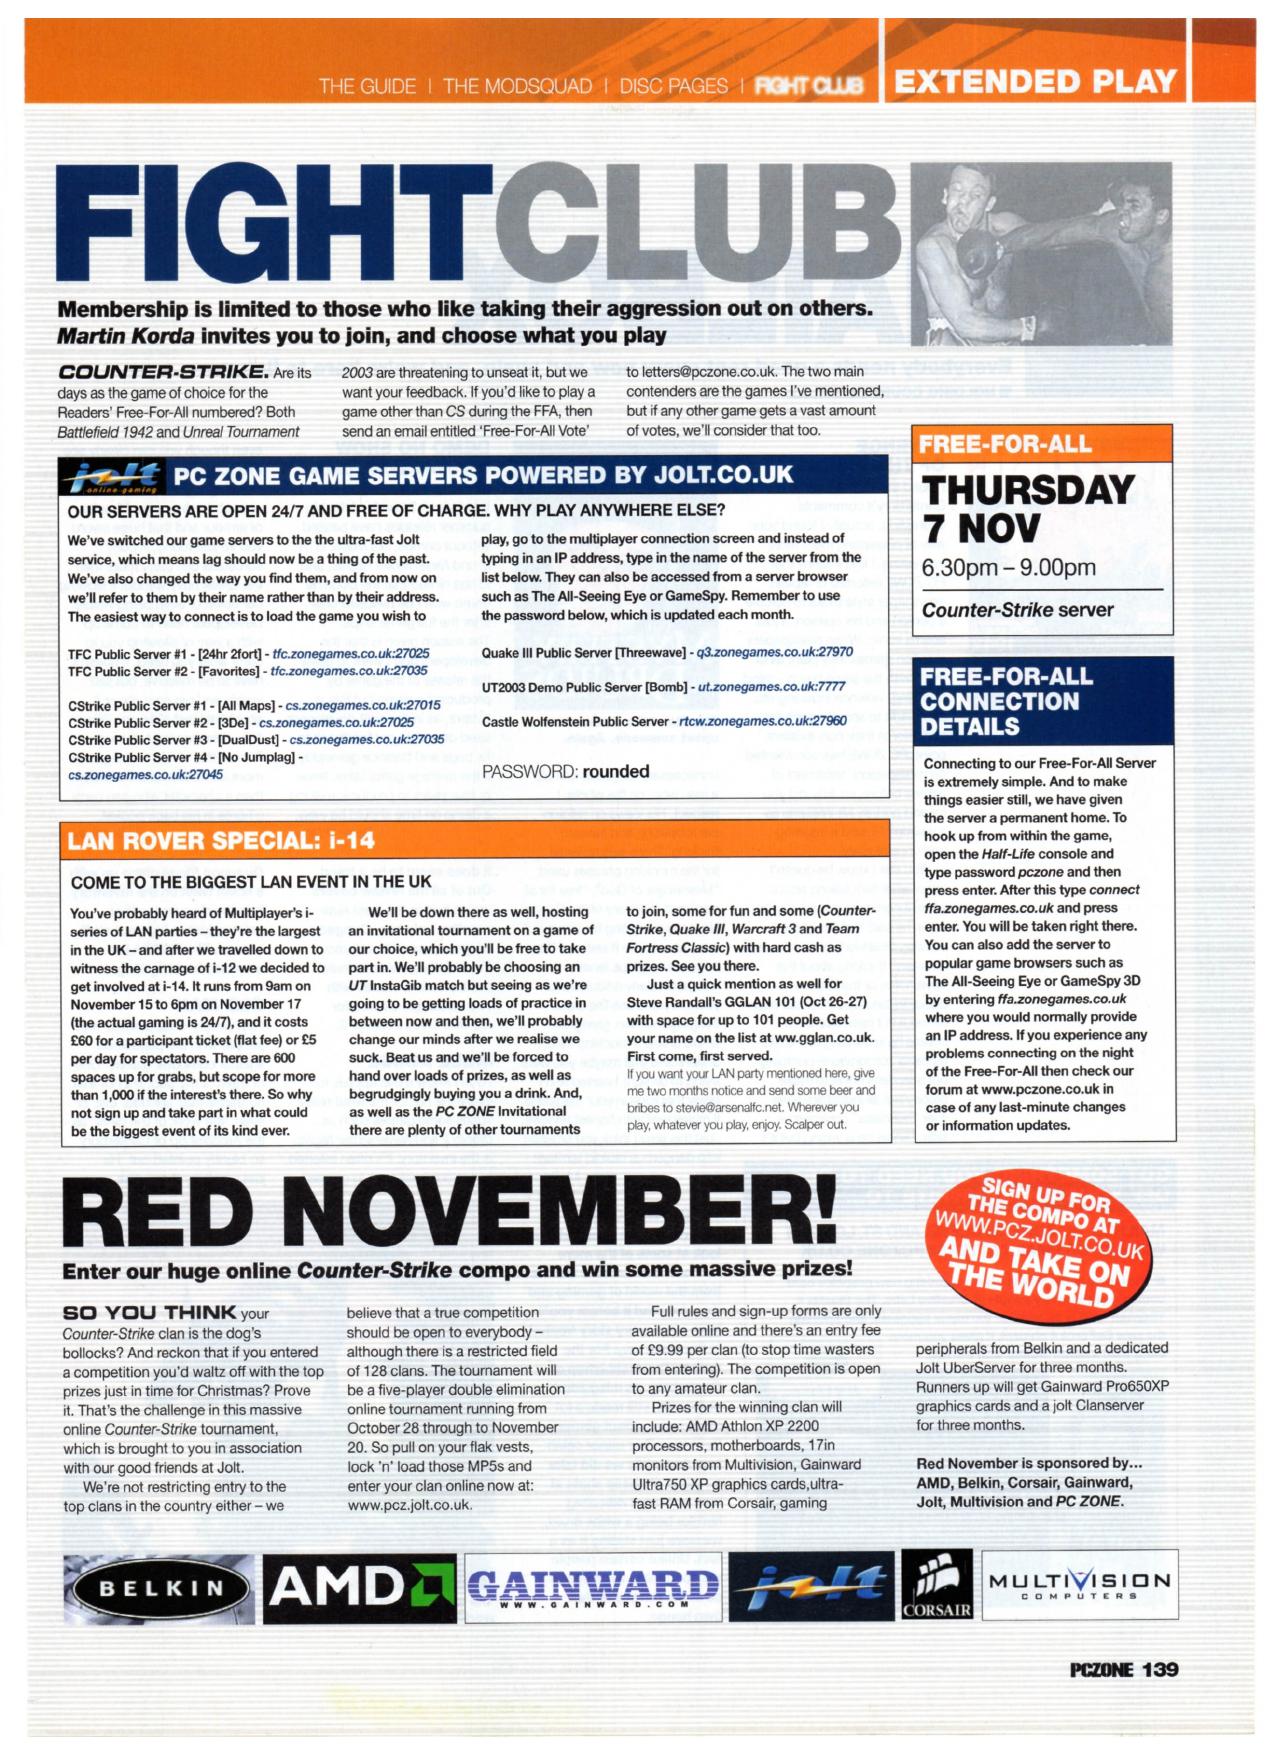 THE GUIDE | THE MODSQUAD | DISC PAGES | FIGHT CLUB
EXTENDED PLAY
FIGHTCLUB
Membership is limited to those who like taking their aggression out on others.
Martin Korda invites you to join, and choose what you play
COUNTER-STRIKE. Are its
days as the game of choice for the
Readers' Free-For-All numbered? Both
Battlefield 1942 and Unreal Tournament
2003 are threatening to unseat it, but we
want your feedback. If you'd like to play a
game other than CS during the FFA, then
send an email entitled 'Free-For-All Vote'
to letters@pczone.co.uk. The two main
contenders are the games I've mentioned,
but if any other game gets a vast amount
of votes, we'll consider that too.
jolt
online gaming
PC ZONE GAME SERVERS POWERED BY JOLT.CO.UK
OUR SERVERS ARE OPEN 24/7 AND FREE OF CHARGE. WHY PLAY ANYWHERE ELSE?
We've switched our game servers to the the ultra-fast Jolt
service, which means lag should now be a thing of the past.
We've also changed the way you find them, and from now on
we'll refer to them by their name rather than by their address.
The easiest way to connect is to load the game you wish to
play, go to the multiplayer connection screen and instead of
typing in an IP address, type in the name of the server from the
list below. They can also be accessed from a server browser
such as The All-Seeing Eye or GameSpy. Remember to use
the password below, which is updated each month.
TFC Public Server #1 - [24hr 2fort] - tfc.zonegames.co.uk:27025
TFC Public Server #2 - [Favorites] - tfc.zonegames.co.uk:27035
CStrike Public Server #1 - [All Maps] - cs.zonegames.co.uk:27015
CStrike Public Server #2 - [3De] - cs.zonegames.co.uk:27025
CStrike Public Server #3 - [DualDust] - cs.zonegames.co.uk:27035
CStrike Public Server #4 - [No Jumplag] -
cs.zonegames.co.uk:27045
Quake III Public Server [Threewave] - q3.zonegames.co.uk:27970
UT2003 Demo Public Server [Bomb] - ut.zonegames.co.uk:7777
Castle Wolfenstein Public Server - rtcw.zonegames.co.uk:27960
PASSWORD: rounded
FREE-FOR-ALL
THURSDAY
7 NOV
6.30pm – 9.00pm
Counter-Strike server
FREE-FOR-ALL
CONNECTION
DETAILS
Connecting to our Free-For-All Server
is extremely simple. And to make
things easier still, we have given
the server a permanent home. To
hook up from within the game,
open the Half-Life console and
type password pczone and then
press enter. After this type connect
ffa.zonegames.co.uk and press
enter. You will be taken right there.
You can also add the server to
popular game browsers such as
The All-Seeing Eye or GameSpy 3D
by entering ffa.zonegames.co.uk
where you would normally provide
an IP address. If you experience any
problems connecting on the night
of the Free-For-All then check our
forum at www.pczone.co.uk in
case of any last-minute changes
or information updates.
LAN ROVER SPECIAL: i-14
COME TO THE BIGGEST LAN EVENT IN THE UK
You've probably heard of Multiplayer's i-
series of LAN parties – they're the largest
in the UK – and after we travelled down to
witness the carnage of i-12 we decided to
get involved at i-14. It runs from 9am on
November 15 to 6pm on November 17
(the actual gaming is 24/7), and it costs
£60 for a participant ticket (flat fee) or £5
per day for spectators. There are 600
spaces up for grabs, but scope for more
than 1,000 if the interest's there. So why
not sign up and take part in what could
be the biggest event of its kind ever.
We'll be down there as well, hosting
an invitational tournament on a game of
our choice, which you'll be free to take
part in. We'll probably be choosing an
UT InstaGib match but seeing as we're
going to be getting loads of practice in
between now and then, we'll probably
change our minds after we realise we
suck. Beat us and we'll be forced to
hand over loads of prizes, as well as
begrudgingly buying you a drink. And,
as well as the PC ZONE Invitational
there are plenty of other tournaments
to join, some for fun and some (Counter-
Strike, Quake III, Warcraft 3 and Team
Fortress Classic) with hard cash as
prizes. See you there.
Just a quick mention as well for
Steve Randall's GGLAN 101 (Oct 26-27)
with space for up to 101 people. Get
your name on the list at ww.gglan.co.uk.
First come, first served.
If you want your LAN party mentioned here, give
me two months notice and send some beer and
bribes to stevie@arsenalfc.net. Wherever you
play, whatever you play, enjoy. Scalper out.
RED NOVEMBER!
Enter our huge online Counter-Strike compo and win some massive prizes!
SIGN UP FOR
THE COMPO AT
WWW.PCZ.JOLT.CO.UK
AND TAKE ON
THE WORLD
SO YOU THINK your
Counter-Strike clan is the dog's
bollocks? And reckon that if you entered
a competition you'd waltz off with the top
prizes just in time for Christmas? Prove
it. That's the challenge in this massive
online Counter-Strike tournament,
which is brought to you in association
with our good friends at Jolt.
We're not restricting entry to the
top clans in the country either – we
believe that a true competition
should be open to everybody –
although there is a restricted field
of 128 clans. The tournament will
be a five-player double elimination
online tournament running from
October 28 through to November
20. So pull on your flak vests,
lock 'n' load those MP5s and
enter your clan online now at:
www.pcz.jolt.co.uk.
Full rules and sign-up forms are only
available online and there's an entry fee
of £9.99 per clan (to stop time wasters
from entering). The competition is open
to any amateur clan.
Prizes for the winning clan will
include: AMD Athlon XP 2200
processors, motherboards, 17in
monitors from Multivision, Gainward
Ultra750 XP graphics cards,ultra-
fast RAM from Corsair, gaming
peripherals from Belkin and a dedicated
Jolt UberServer for three months.
Runners up will get Gainward Pro650XP
graphics cards and a jolt Clanserver
for three months.
Red November is sponsored by...
AMD, Belkin, Corsair, Gainward,
Jolt, Multivision and PC ZONE.
BELKIN
AMD
GAINWARD
WWW.GAINWARD.COM
jolt
CORSAIR
MULTIVISION
COMPUTERS
PCZONE 139